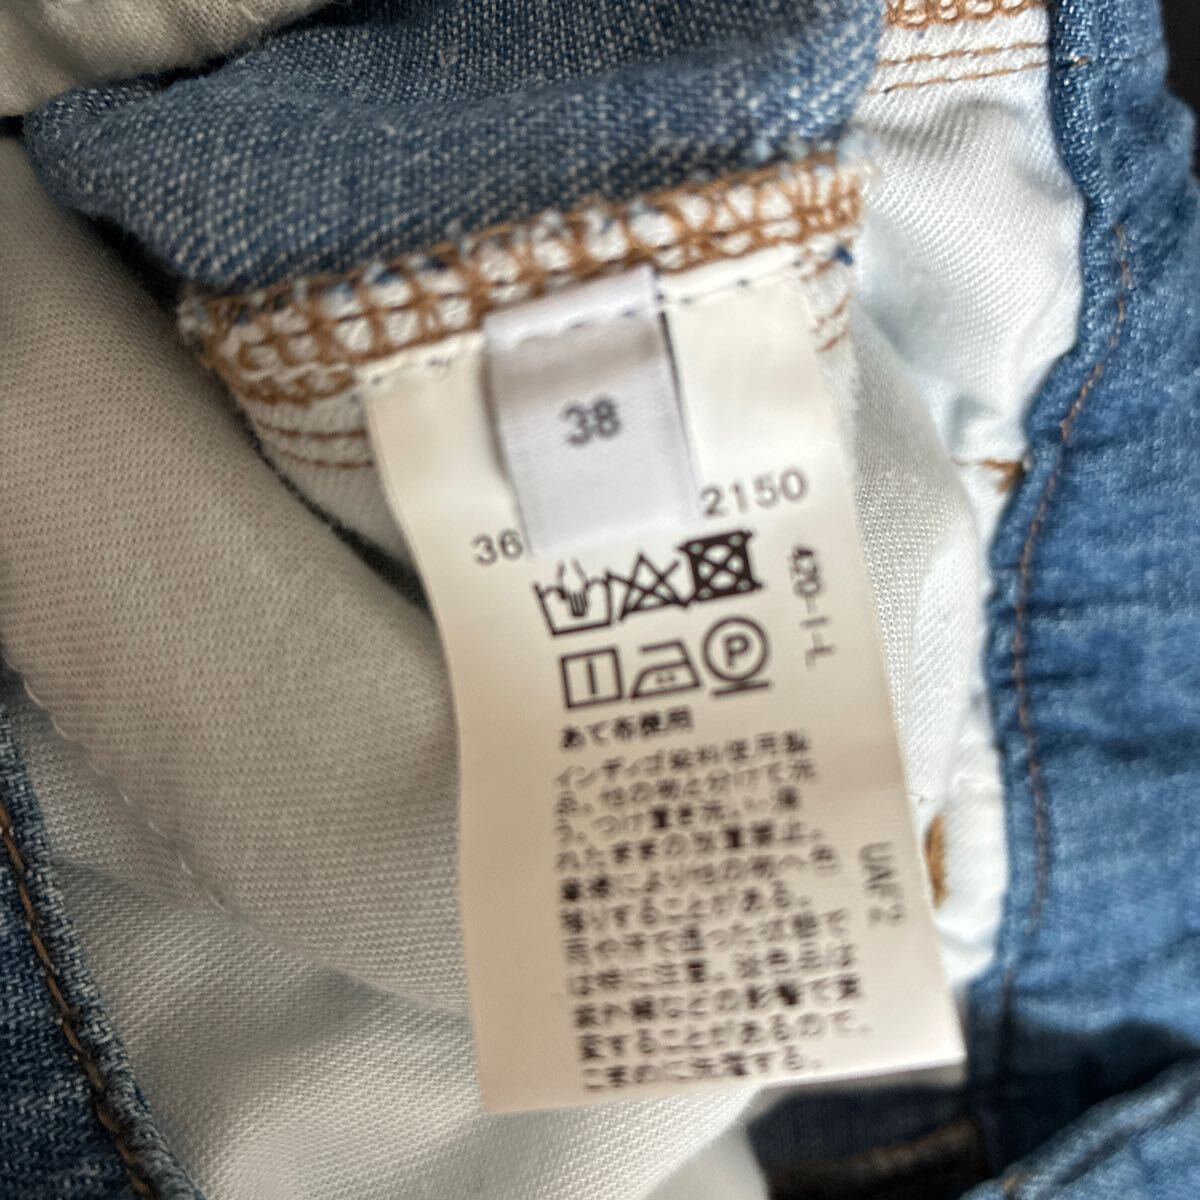 38
36
2150
420-1-L
P
あて布使用
インディゴ染料使用製
品。他の物と分けて洗
う。つけ置き洗い、濡
れたままの放置禁止。
摩擦により他の物へ色
移りすることがある。
雨や汗で湿った状態で
は特に注意。淡色品は
紫外線などの影響で黄
変することがあるので、
こまめに洗濯する。
UAF2